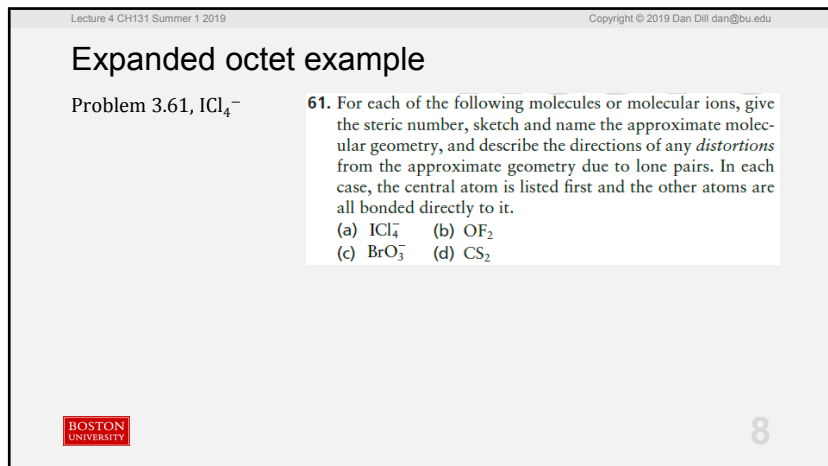 Lecture 4 CH131 Summer 1 2019
Copyright © 2019 Dan Dill dan@bu.edu
Expanded octet example
Problem 3.61, ICl₄⁻
61. For each of the following molecules or molecular ions, give
the steric number, sketch and name the approximate molec-
ular geometry, and describe the directions of any distortions
from the approximate geometry due to lone pairs. In each
case, the central atom is listed first and the other atoms are
all bonded directly to it.
(a) ICl₄⁻ (b) OF₂
(c) BrO₃⁻ (d) CS₂
BOSTON
UNIVERSITY
8